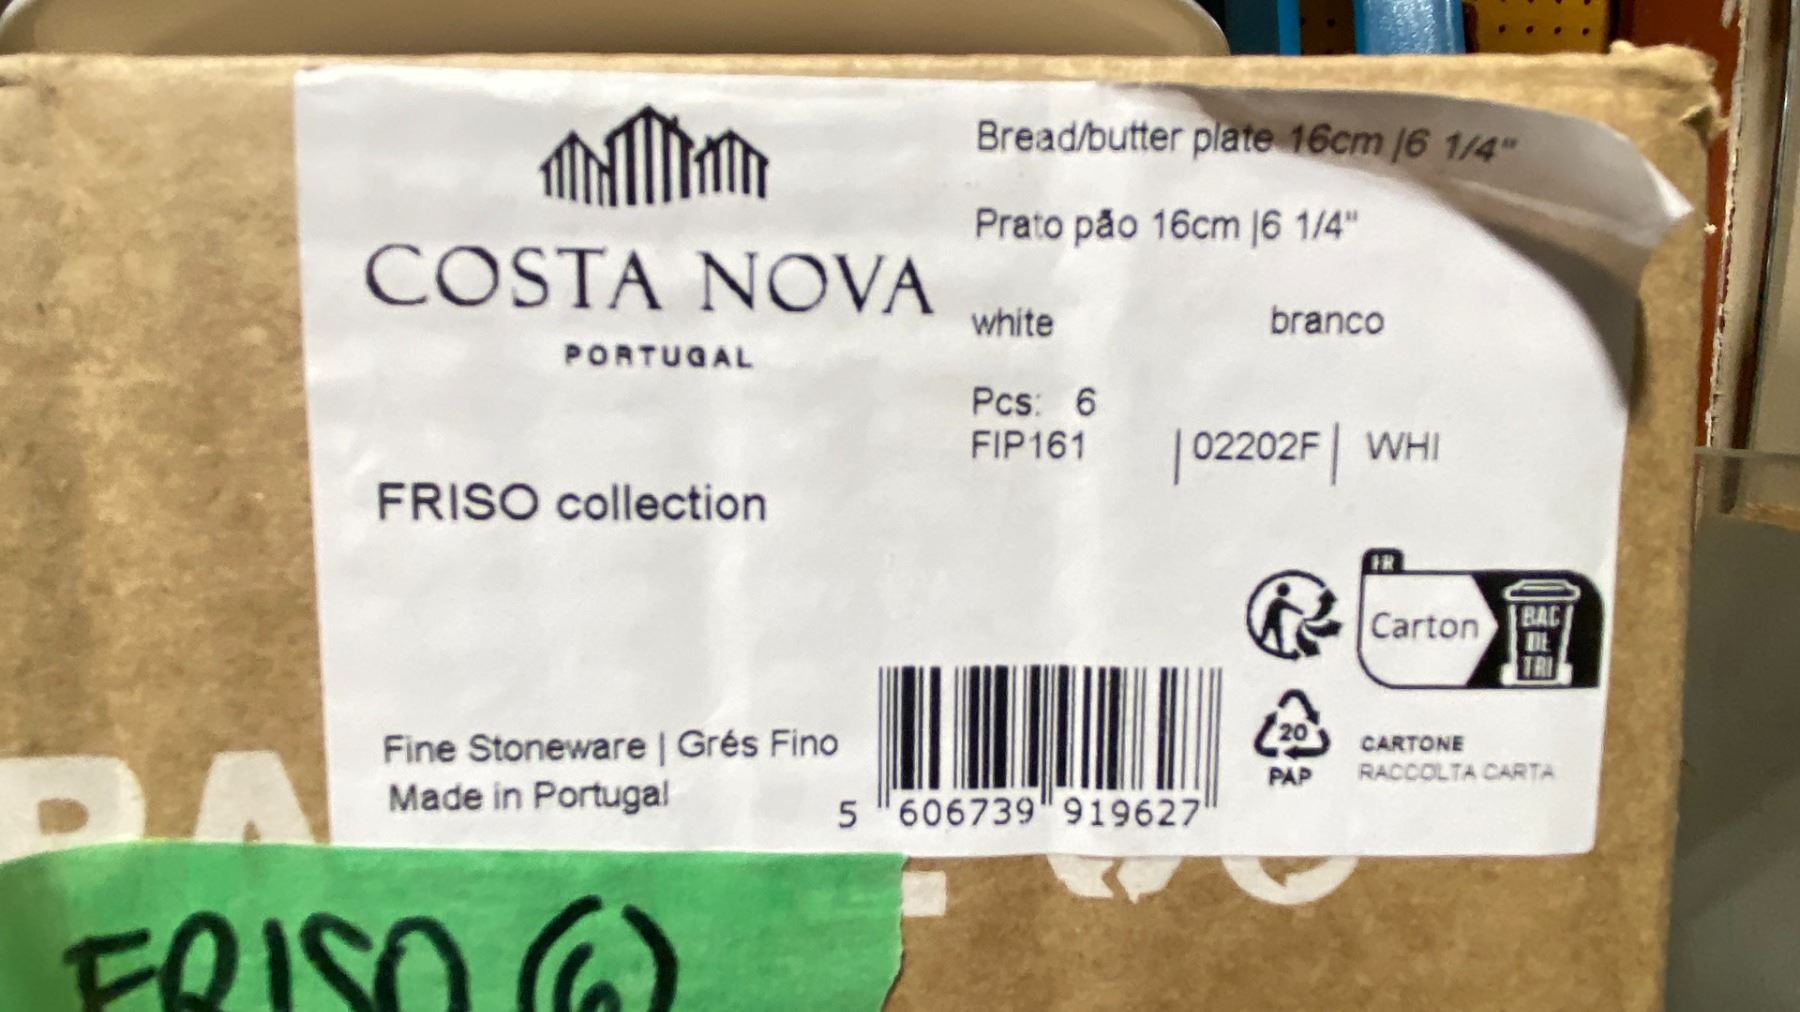 COSTA NOVA
PORTUGAL
Bread/butter plate 16cm |6 1/4"
Prato pão 16cm |6 1/4"
white branco
Pcs: 6
FIP161 |02202F| WHI
FRISO collection
FR
Carton
BAC
DE
TRI
Fine Stoneware | Grés Fino
Made in Portugal
5 606739 919627
20
PAP
CARTONE
RACCOLTA CARTA
FRISO (6)